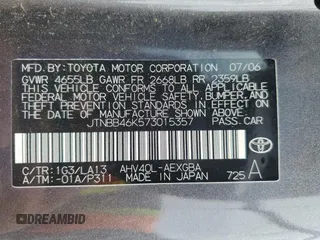 MFD. BY: TOYOTA MOTOR CORPORATION 07/06
GVWR 4655LB GAWR FR 2668LB RR 2359LB
THIS VEHICLE CONFORMS TO ALL APPLICABLE
FEDERAL MOTOR VEHICLE SAFETY, BUMPER, AND
THEFT PREVENTION STANDARDS IN EFFECT ON
THE DATE OF MANUFACTURE SHOWN ABOVE.
JTNBB46K573015357 PASS.CAR
C/TR: 1G3/LA13 AHV40L-AEXGBA
A/TM: -01A/P311 MADE IN JAPAN 725 A
TOYOTA
DREAMBID